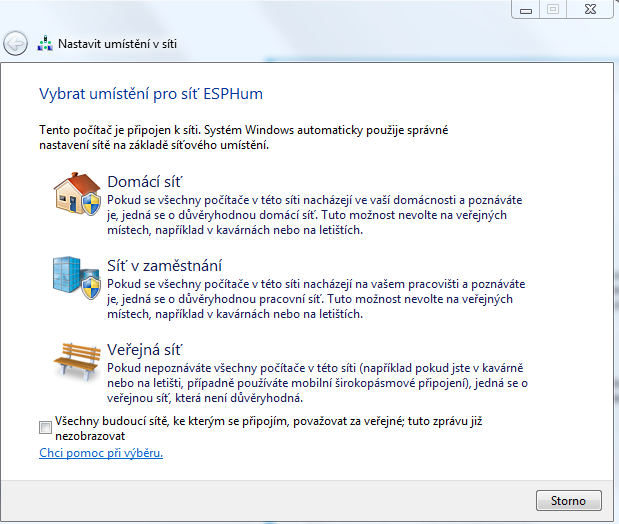 Nastavit umístění v síti
Vybrat umístění pro síť ESPHum
Tento počítač je připojen k síti. Systém Windows automaticky použije správné
nastavení sítě na základě síťového umístění.
Domácí síť
Pokud se všechny počítače v této síti nacházejí ve vaší domácnosti a poznáváte
je, jedná se o důvěryhodnou domácí síť. Tuto možnost nevolte na veřejných
místech, například v kavárnách nebo na letištích.
Síť v zaměstnání
Pokud se všechny počítače v této síti nacházejí na vašem pracovišti a poznáváte
je, jedná se o důvěryhodnou pracovní síť. Tuto možnost nevolte na veřejných
místech, například v kavárnách nebo na letištích.
Veřejná síť
Pokud nepoznáváte všechny počítače v této síti (například pokud jste v kavárně
nebo na letišti, případně používáte mobilní širokopásmové připojení), jedná se o
veřejnou síť, která není důvěryhodná.
Všechny budoucí sítě, ke kterým se připojím, považovat za veřejné; tuto zprávu již
nezobrazovat
Chci pomoc při výběru.
Storno